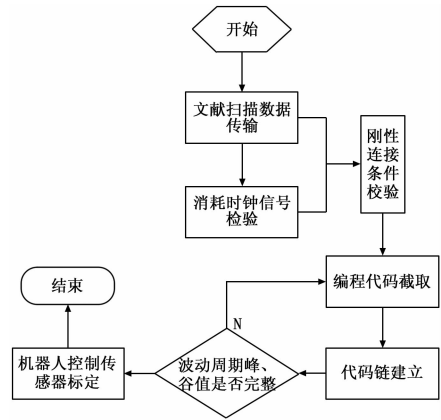 开始
文献扫描数据
传输
刚性
连接
条件
校验
消耗时钟信号
检验
编程代码截取
结束
N
机器人控制传
感器标定
波动周期峰、
谷值是否完整
代码链建立